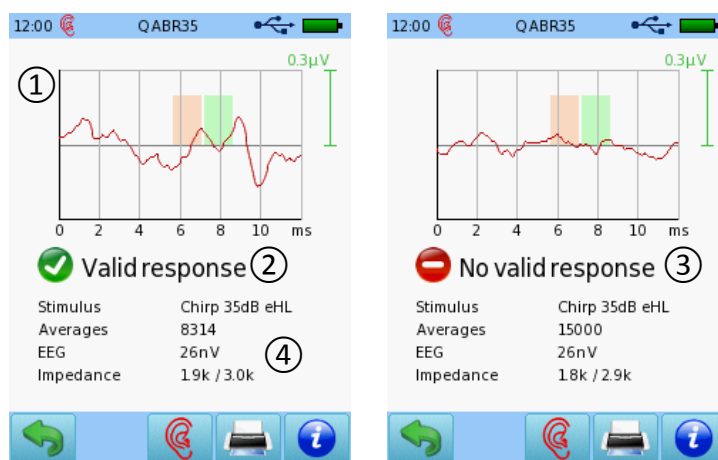 12:00 QABR35
0.3µV
①
0 2 4 6 8 10 ms
Valid response ②
Stimulus Chirp 35dB eHL
Averages 8314
EEG 26nV ④
Impedance 1.9k / 3.0k
i
12:00 QABR35
0.3µV
0 2 4 6 8 10 ms
No valid response ③
Stimulus Chirp 35dB eHL
Averages 15000
EEG 26nV
Impedance 1.8k / 2.9k
i